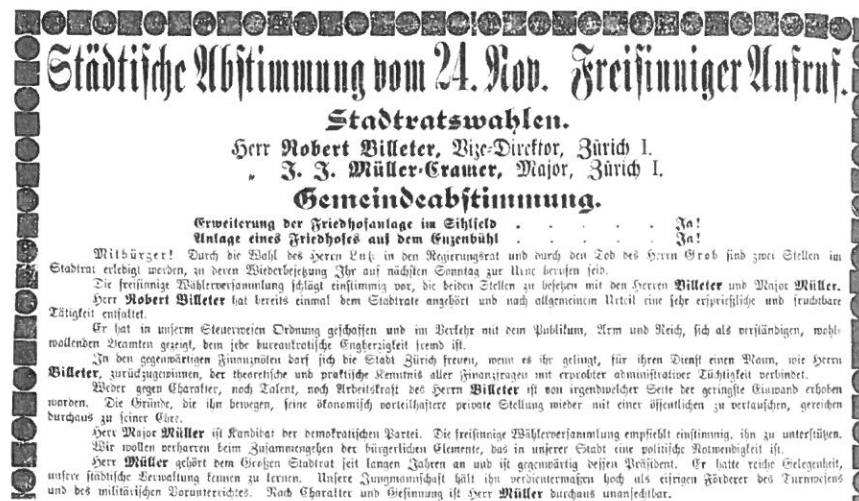 Städtische Abstimmung vom 24. Nov. Freisinniger Aufruf.
Stadtratswahlen.
Herr Robert Billeter, Vize-Direktor, Zürich I.
„ J. J. Müller-Cramer, Major, Zürich I.
Gemeindeabstimmung.
Erweiterung der Friedhofanlage im Sihlfeld . . . . . Ja!
Anlage eines Friedhofes auf dem Enzenbühl . . . . . Ja!
Mitbürger! Durch die Wahl des Herrn Lutz in den Regierungsrat und durch den Tod des Herrn Grob sind zwei Stellen im
Stadtrat erledigt worden, zu deren Wiederbesetzung Ihr auf nächsten Sonntag zur Urne berufen seid.
Die freisinnige Wählerversammlung schlägt einstimmig vor, die beiden Stellen zu besetzen mit den Herren Billeter und Major Müller.
Herr Robert Billeter hat bereits einmal dem Stadtrate angehört und nach allgemeinem Urteil eine sehr ersprießliche und fruchtbare
Tätigkeit entfaltet.
Er hat in unserm Steuerwesen Ordnung geschaffen und im Verkehr mit dem Publikum, Arm und Reich, sich als verständigen, wohl-
wollenden Beamten gezeigt, dem jede bureaukratische Engherzigkeit fremd ist.
In den gegenwärtigen Finanznöten darf sich die Stadt Zürich freuen, wenn es ihr gelingt, für ihren Dienst einen Mann, wie Herrn
Billeter, zurückzugewinnen, der theoretische und praktische Kenntnis aller Finanzfragen mit erprobter administrativer Tüchtigkeit verbindet.
Weder gegen Charakter, noch Talent, noch Arbeitskraft des Herrn Billeter ist von irgendwelcher Seite der geringste Einwand erhoben
worden. Die Gründe, die ihn bewegen, seine ökonomisch vorteilhaftere private Stellung wieder mit einer öffentlichen zu vertauschen, gereichen
durchaus zu seiner Ehre.
Herr Major Müller ist Kandidat der demokratischen Partei. Die freisinnige Wählerversammlung empfiehlt einstimmig, ihn zu unterstützen.
Wir wollen verharren beim Zusammengehen der bürgerlichen Elemente, das in unserer Stadt eine politische Notwendigkeit ist.
Herr Müller gehört dem Großen Stadtrat seit langen Jahren an und ist gegenwärtig dessen Präsident. Er hatte reiche Gelegenheit,
unsere städtische Verwaltung kennen zu lernen. Unsere Jungmannschaft hält ihn verdientermaßen hoch als eifrigen Förderer des Turnwesens
und des militärischen Vorunterrichtes. Nach Charakter und Gesinnung ist Herr Müller durchaus unanfechtbar.